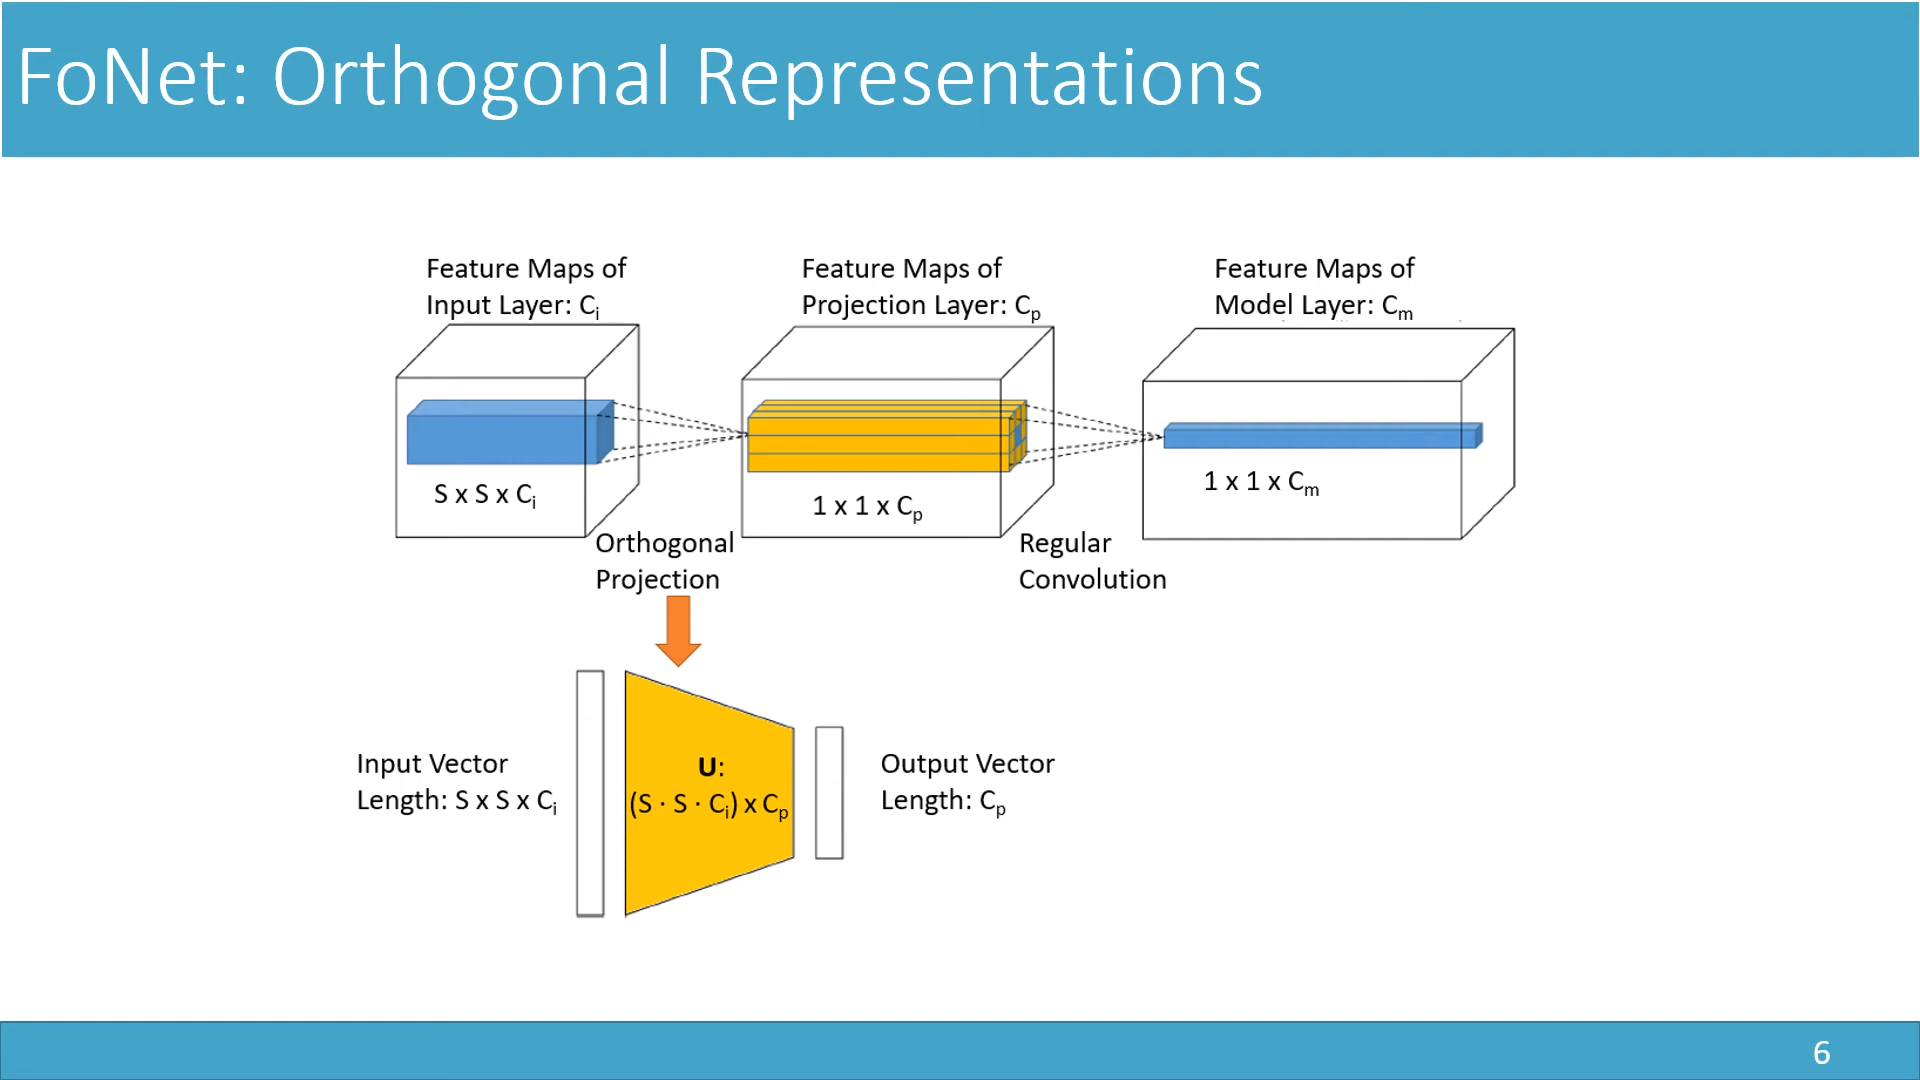 FoNet: Orthogonal Representations
Feature Maps of
Input Layer: Cᵢ
Feature Maps of
Projection Layer: Cₚ
Feature Maps of
Model Layer: Cₘ
S x S x Cᵢ
1 x 1 x Cₚ
1 x 1 x Cₘ
Orthogonal
Projection
Regular
Convolution
Input Vector
Length: S x S x Cᵢ
U:
(S · S · Cᵢ) x Cₚ
Output Vector
Length: Cₚ
6